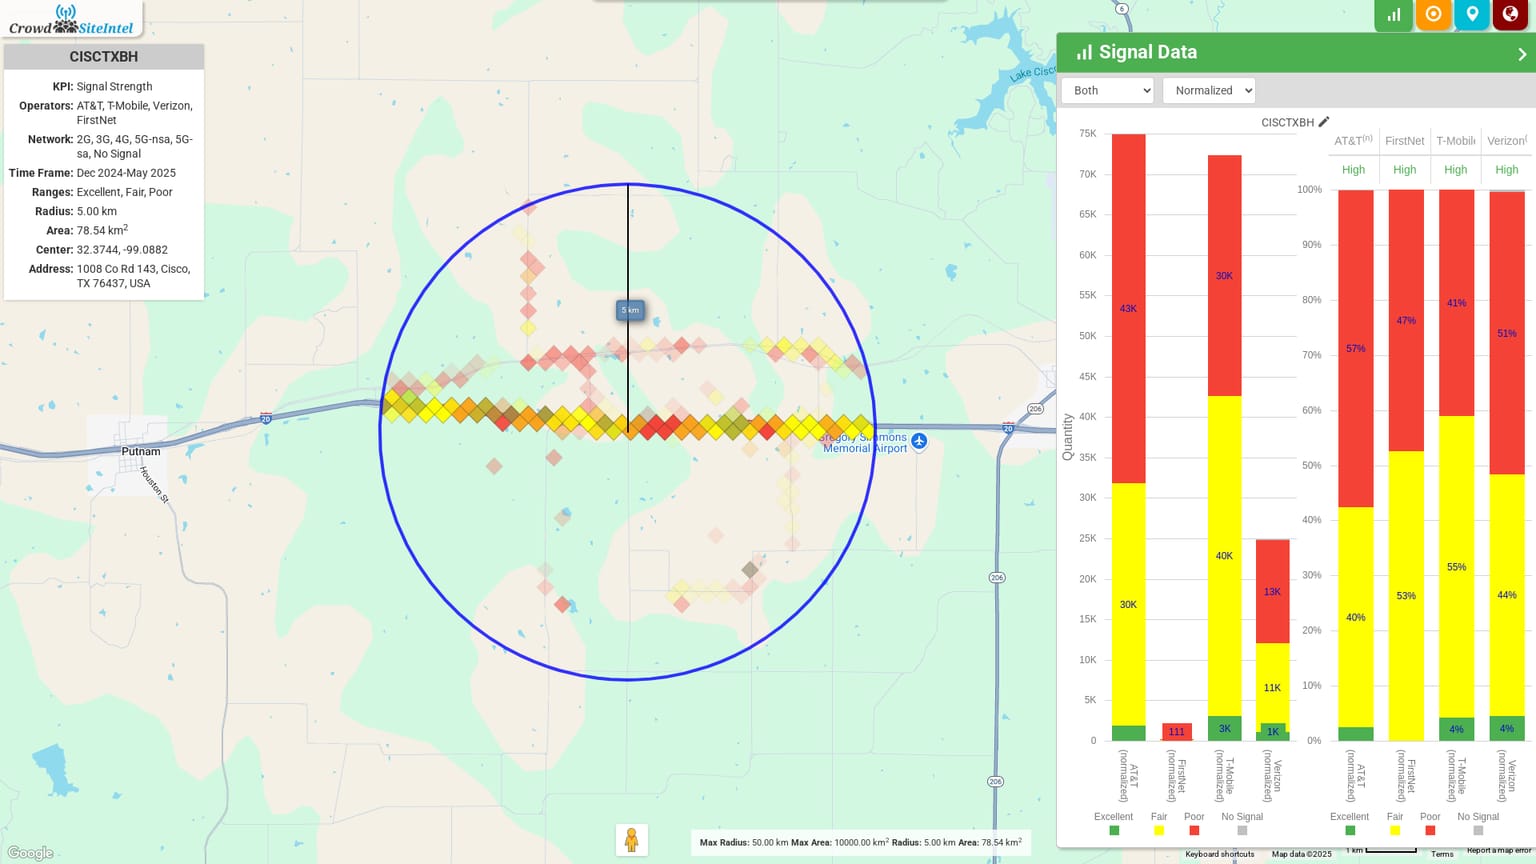 Crowd SiteIntel
CISCTXBH
KPI: Signal Strength
Operators: AT&T, T-Mobile, Verizon,
FirstNet
Network: 2G, 3G, 4G, 5G-nsa, 5G-
sa, No Signal
Time Frame: Dec 2024-May 2025
Ranges: Excellent, Fair, Poor
Radius: 5.00 km
Area: 78.54 km2
Center: 32.3744, -99.0882
Address: 1008 Co Rd 143, Cisco,
TX 76437, USA
6
Lake Cisco
5 km
20
Putnam
Houston St
Gregory Simmons
Memorial Airport
20
206
206
206
Google
Max Radius: 50.00 km Max Area: 10000.00 km2 Radius: 5.00 km Area: 78.54 km2
Signal Data
Both
Normalized
CISCTXBH
75K
70K
65K
60K
55K
50K
45K
40K
35K
30K
25K
20K
15K
10K
5K
0
Quantity
43K
30K
111
30K
40K
3K
13K
11K
1K
AT&T (normalized)
FirstNet (normalized)
T-Mobile (normalized)
Verizon (normalized)
Excellent Fair Poor No Signal
AT&T(n) FirstNet T-Mobile Verizon(
High High High High
100%
90%
80%
70%
60%
50%
40%
30%
20%
10%
0%
57%
40%
47%
53%
41%
55%
4%
51%
44%
4%
AT&T (normalized)
FirstNet (normalized)
T-Mobile (normalized)
Verizon (normalized)
Excellent Fair Poor No Signal
Keyboard shortcuts Map data ©2025 1 km Terms Report a map error